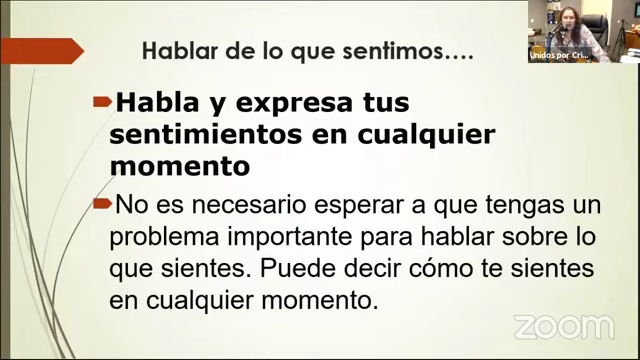 Hablar de lo que sentimos….
Unidos por Cri...
Habla y expresa tus
sentimientos en cualquier
momento
No es necesario esperar a que tengas un
problema importante para hablar sobre lo
que sientes. Puede decir cómo te sientes
en cualquier momento.
zoom